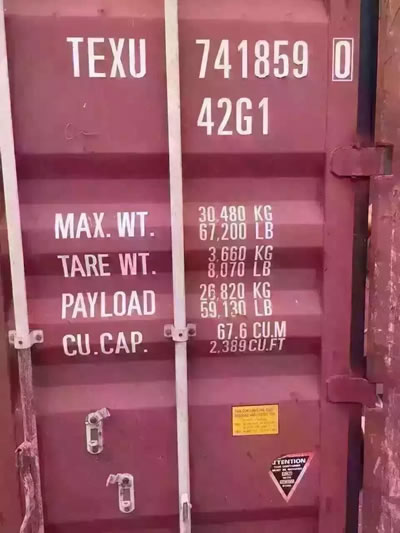 TEXU 741859 0
42G1
MAX. WT. 30,480 KG
67,200 LB
TARE WT. 3,660 KG
8,070 LB
PAYLOAD 26,820 KG
59,130 LB
CU.CAP. 67.6 CU.M
2,389 CU.FT
ATTENTION